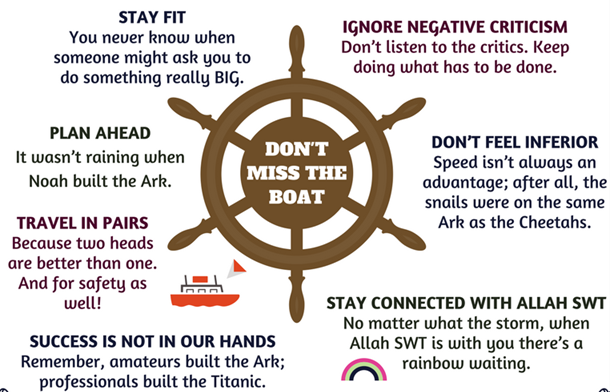 STAY FIT
You never know when
someone might ask you to
do something really BIG.
PLAN AHEAD
It wasn't raining when
Noah built the Ark.
TRAVEL IN PAIRS
Because two heads
are better than one.
And for safety as
well!
SUCCESS IS NOT IN OUR HANDS
Remember, amateurs built the Ark;
professionals built the Titanic.
DON'T
MISS THE
BOAT
IGNORE NEGATIVE CRITICISM
Don't listen to the critics. Keep
doing what has to be done.
DON'T FEEL INFERIOR
Speed isn't always an
advantage; after all, the
snails were on the same
Ark as the Cheetahs.
STAY CONNECTED WITH ALLAH SWT
No matter what the storm, when
Allah SWT is with you there's a
rainbow waiting.